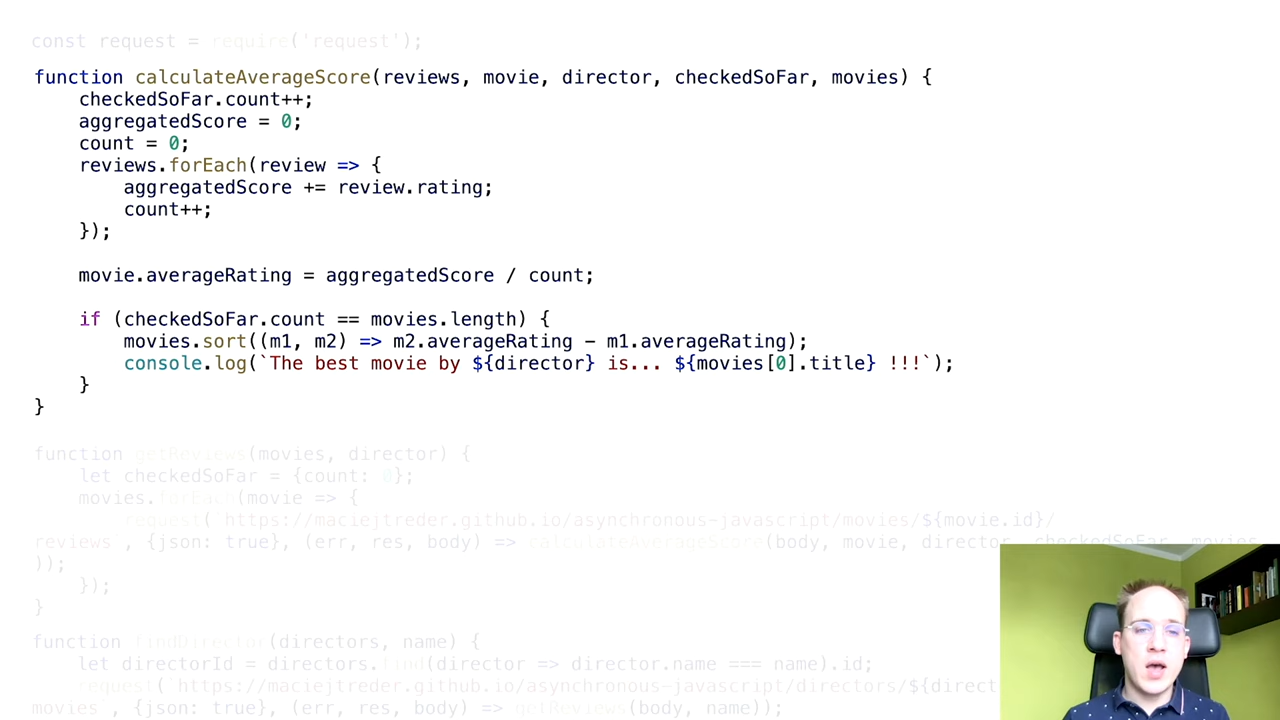 const request = require('request');
function calculateAverageScore(reviews, movie, director, checkedSoFar, movies) {
checkedSoFar.count++;
aggregatedScore = 0;
count = 0;
reviews.forEach(review => {
aggregatedScore += review.rating;
count++;
});
movie.averageRating = aggregatedScore / count;
if (checkedSoFar.count == movies.length) {
movies.sort((m1, m2) => m2.averageRating - m1.averageRating);
console.log(`The best movie by ${director} is... ${movies[0].title} !!!`);
}
}
function getReviews(movies, director) {
let checkedSoFar = {count: 0};
movies.forEach(movie => {
request(`https://maciejtreder.github.io/asynchronous-javascript/movies/${movie.id}/
reviews`, {json: true}, (err, res, body) => calculateAverageScore(body, movie, director, checkedSoFar, movies
));
});
}
function findDirector(directors, name) {
let directorId = directors.find(director => director.name === name).id;
request(`https://maciejtreder.github.io/asynchronous-javascript/directors/${direct
movies`, {json: true}, (err, res, body) => getReviews(body, name));